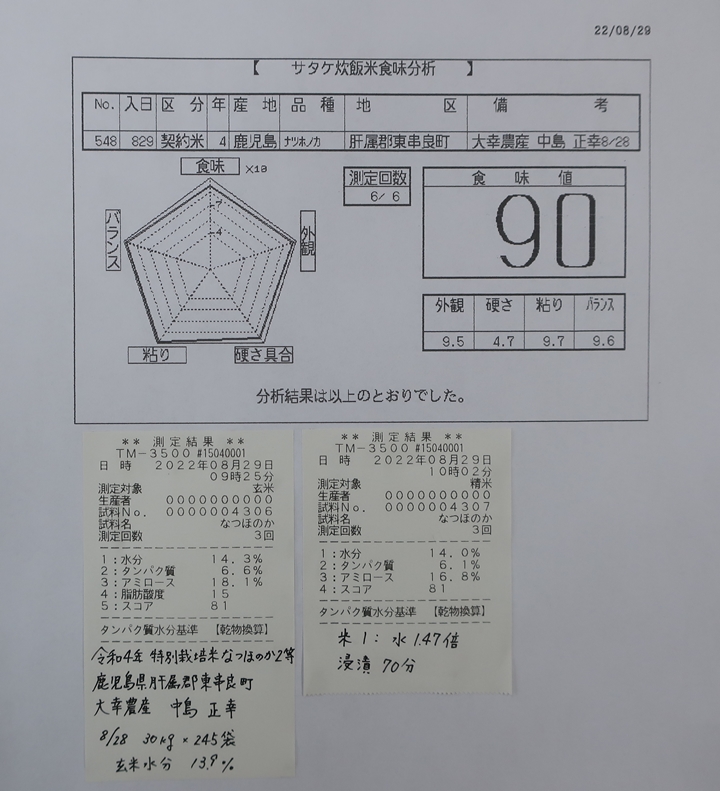 22/08/29
【 サタケ炊飯米食味分析 】
No. 入日 区分 年 産地 品種 地区 備考
548 829 契約米 4 鹿児島 ナツホノカ 肝属郡東串良町 大幸農産 中島 正幸8/28
食味 ×10
バランス
外観
粘り
硬さ具合
7
4
測定回数
6/ 6
食味値
90
外観 硬さ 粘り バランス
9.5 4.7 9.7 9.6
分析結果は以上のとおりでした。
** 測定結果 **
TM-3500 #15040001
日時 2022年08月29日
09時25分
測定対象 玄米
生産者 00000000000
試料No. 0000004306
試料名 なつほのか
測定回数 3回
1:水分 14.3%
2:タンパク質 6.6%
3:アミロース 18.1%
4:脂肪酸度 15
5:スコア 81
タンパク質水分基準 【乾物換算】
令和4年 特別栽培米なつほのか2等
鹿児島県肝属郡東串良町
大幸農産 中島 正幸
8/28 30kg×245袋
玄米水分 13.9%
** 測定結果 **
TM-3500 #15040001
日時 2022年08月29日
10時02分
測定対象 精米
生産者 00000000000
試料No. 0000004307
試料名 なつほのか
測定回数 3回
1:水分 14.0%
2:タンパク質 6.1%
3:アミロース 16.8%
4:スコア 81
タンパク質水分基準 【乾物換算】
米1: 水1.47倍
浸漬 70分